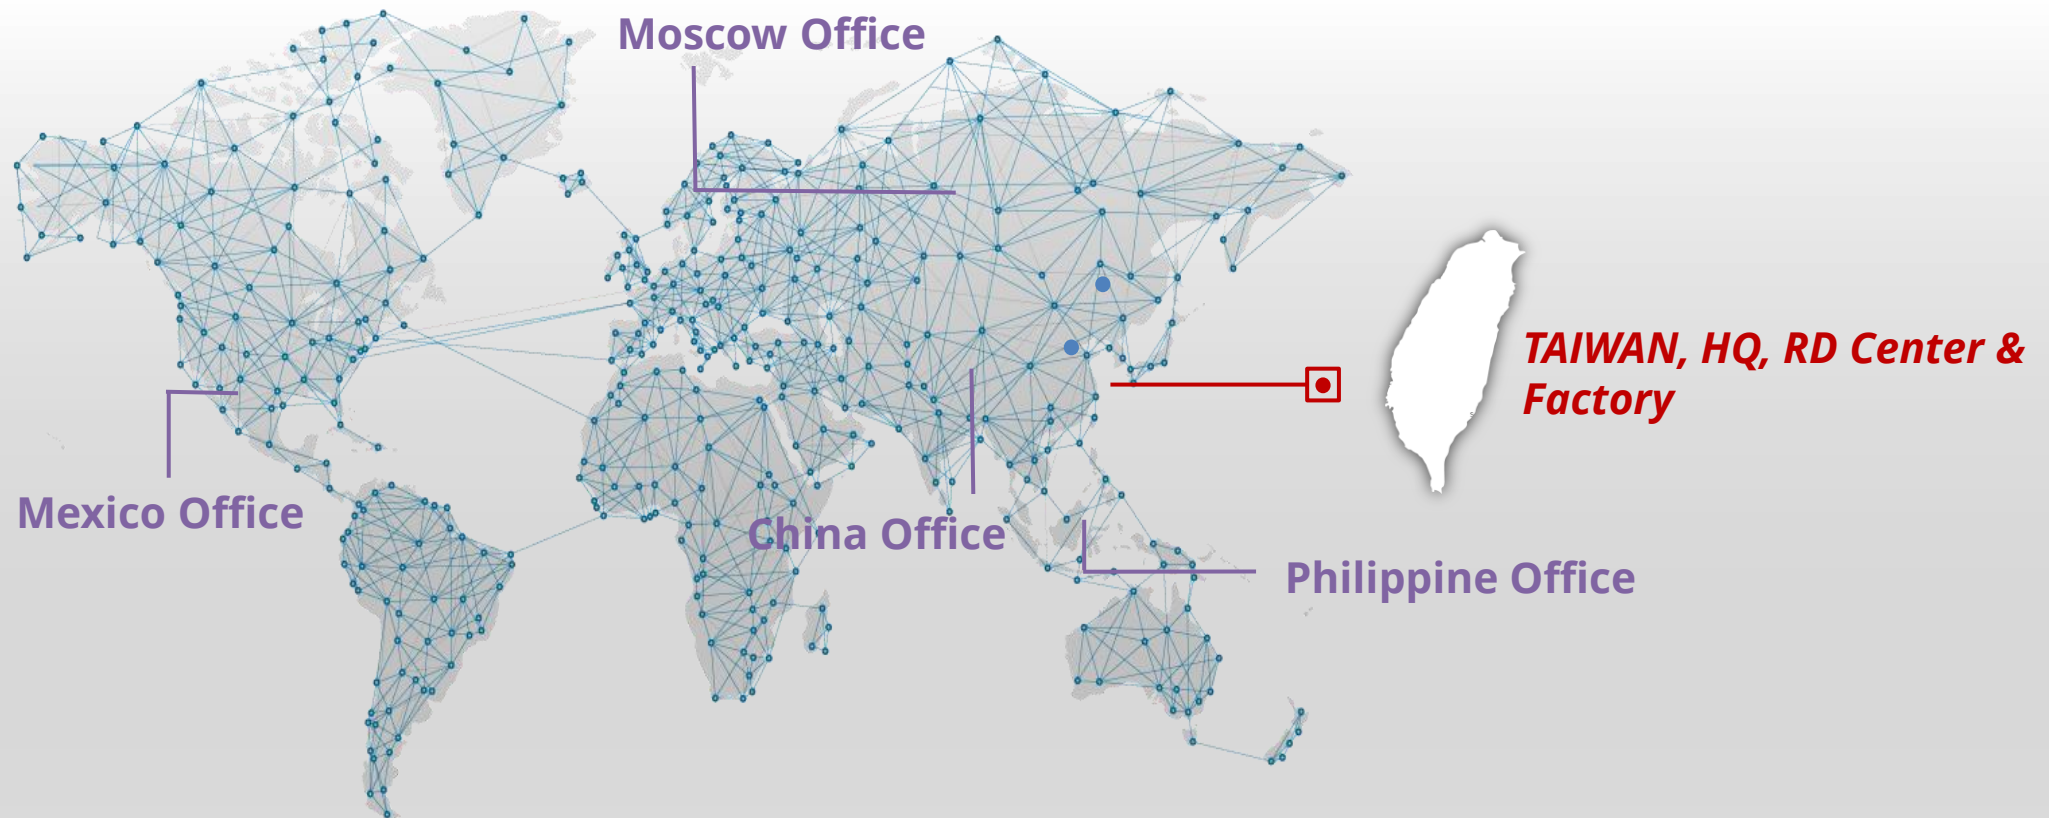 Moscow Office
TAIWAN, HQ, RD Center &
Factory
Mexico Office
China Office
Philippine Office